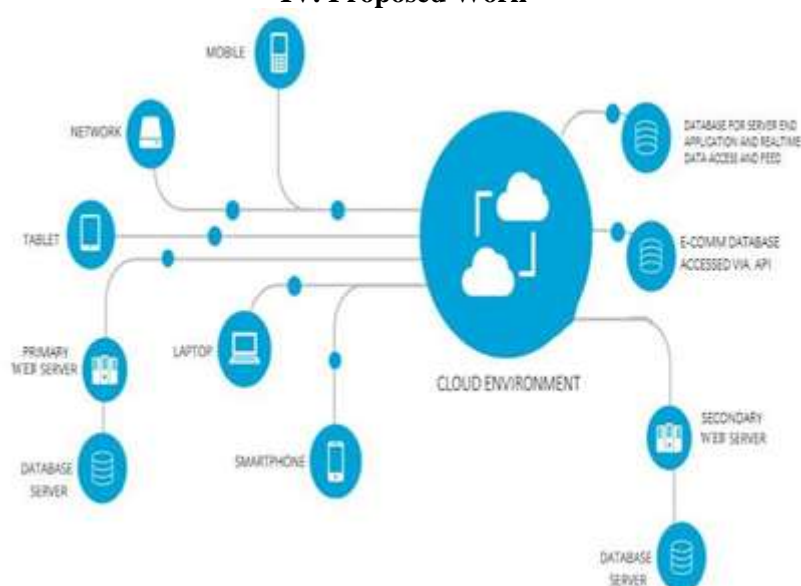 IV. Proposed Work
MOBILE
NETWORK
DATABASE FOR SERVER END
APPLICATION AND REALTIME
DATA ACCESS AND FEED
TABLET
E-COMM DATABASE
ACCESSED VIA. API
PRIMARY
WEB SERVER
LAPTOP
CLOUD ENVIRONMENT
SECONDARY
WEB SERVER
DATABASE
SERVER
SMARTPHONE
DATABASE
SERVER